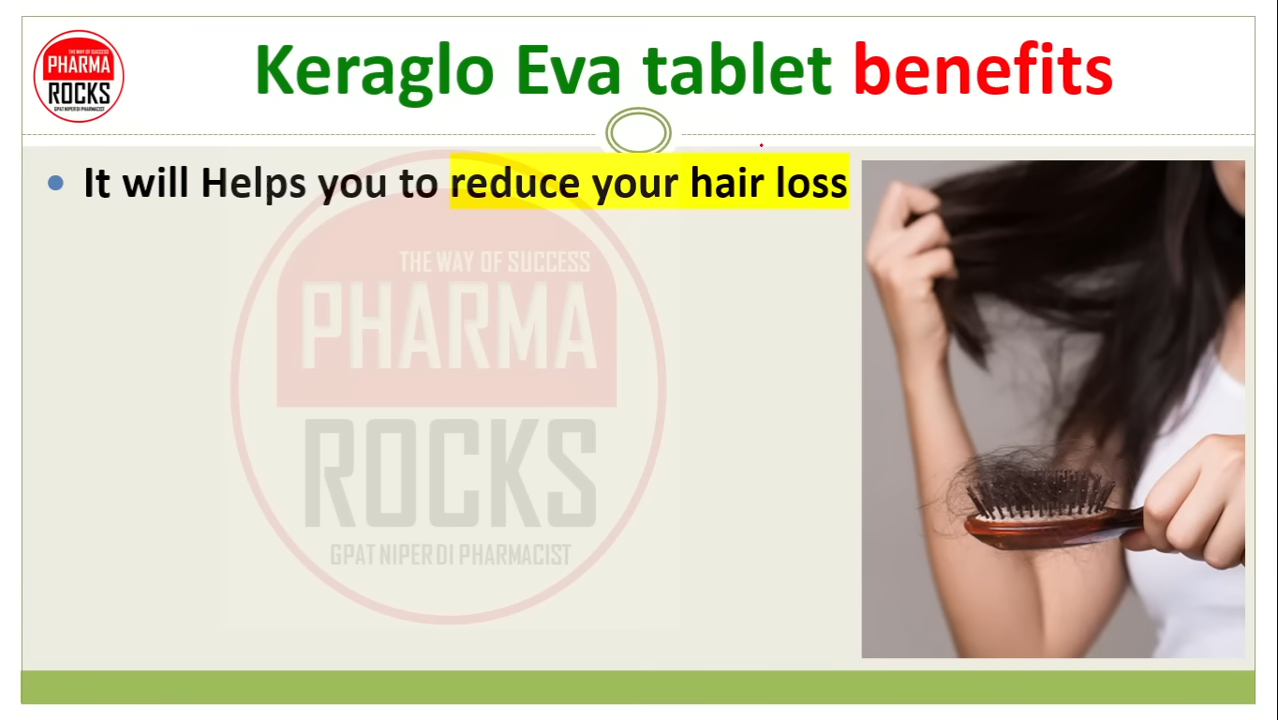 THE WAY OF SUCCESS
PHARMA
ROCKS
GPAT NIPER DI PHARMACIST
Keraglo Eva tablet benefits
• It will Helps you to reduce your hair loss
THE WAY OF SUCCESS
PHARMA
ROCKS
GPAT NIPER DI PHARMACIST